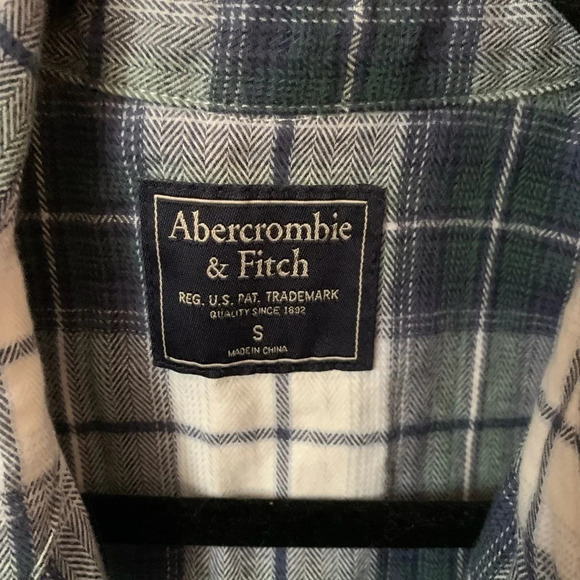 Abercrombie
& Fitch
REG. U.S. PAT. TRADEMARK
QUALITY SINCE 1892
S
MADE IN CHINA